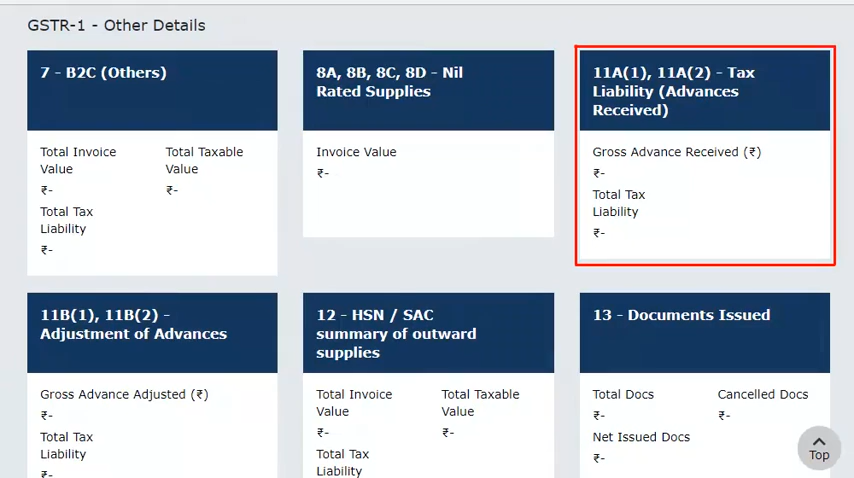 GSTR-1 - Other Details
7 - B2C (Others)
8A, 8B, 8C, 8D - Nil
Rated Supplies
11A(1), 11A(2) - Tax
Liability (Advances
Received)
Total Invoice
Value
₹-
Total Taxable
Value
₹-
Total Tax
Liability
₹-
Invoice Value
₹-
Gross Advance Received (₹)
₹-
Total Tax
Liability
₹-
11B(1), 11B(2) -
Adjustment of Advances
12 - HSN / SAC
summary of outward
supplies
13 - Documents Issued
Gross Advance Adjusted (₹)
₹-
Total Tax
Liability
₹-
Total Invoice
Value
₹-
Total Taxable
Value
₹-
Total Tax
Liability
Total Docs
₹-
Cancelled Docs
₹-
Net Issued Docs
₹-
Top